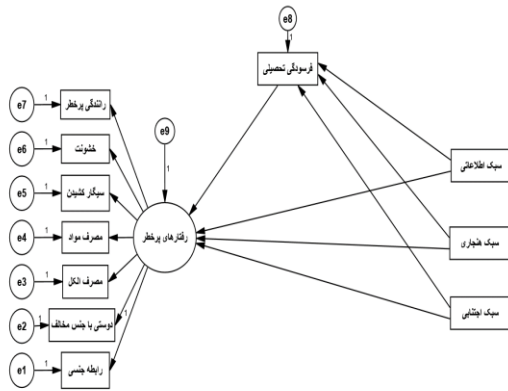 e8
1
فرسودگی تحصیلی
e7
1
رانندگی پرخطر
e9
1
e6
1
خشونت
سبک اطلاعاتی
e5
1
سیگار کشیدن
e4
1
مصرف مواد
رفتارهای پرخطر
سبک هنجاری
e3
1
مصرف الکل
e2
1
دوستی با جنس مخالف
1
سبک اجتنابی
e1
1
رابطه جنسی